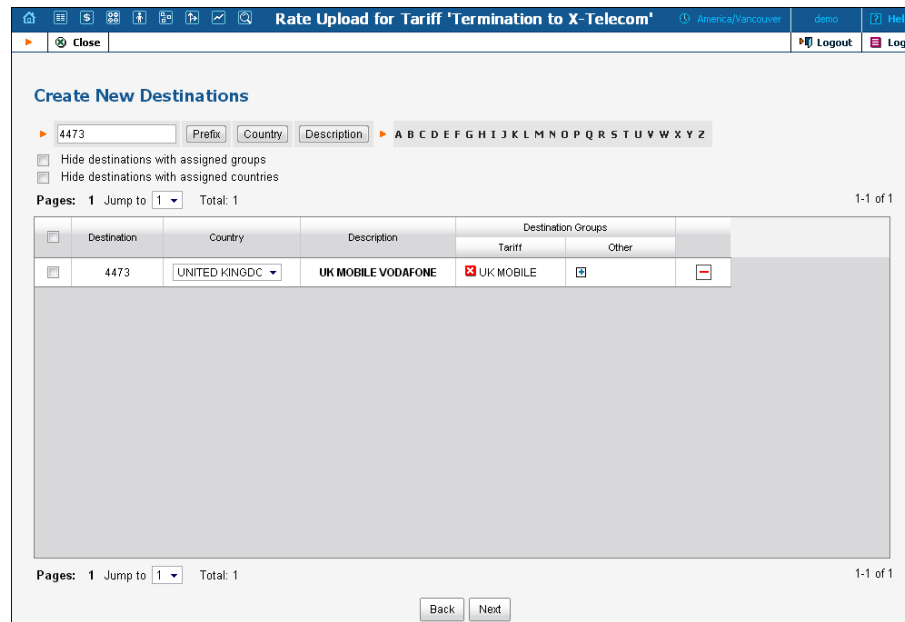 Rate Upload for Tariff 'Termination to X-Telecom' America/Vancouver demo Hel
Close Logout Log
Create New Destinations
4473 Prefix Country Description A B C D E F G H I J K L M N O P Q R S T U V W X Y Z
Hide destinations with assigned groups
Hide destinations with assigned countries
Pages: 1 Jump to 1 Total: 1 1-1 of 1
Destination Country Description Destination Groups
Tariff Other
4473 UNITED KINGDC UK MOBILE VODAFONE UK MOBILE
Pages: 1 Jump to 1 Total: 1 1-1 of 1
Back Next